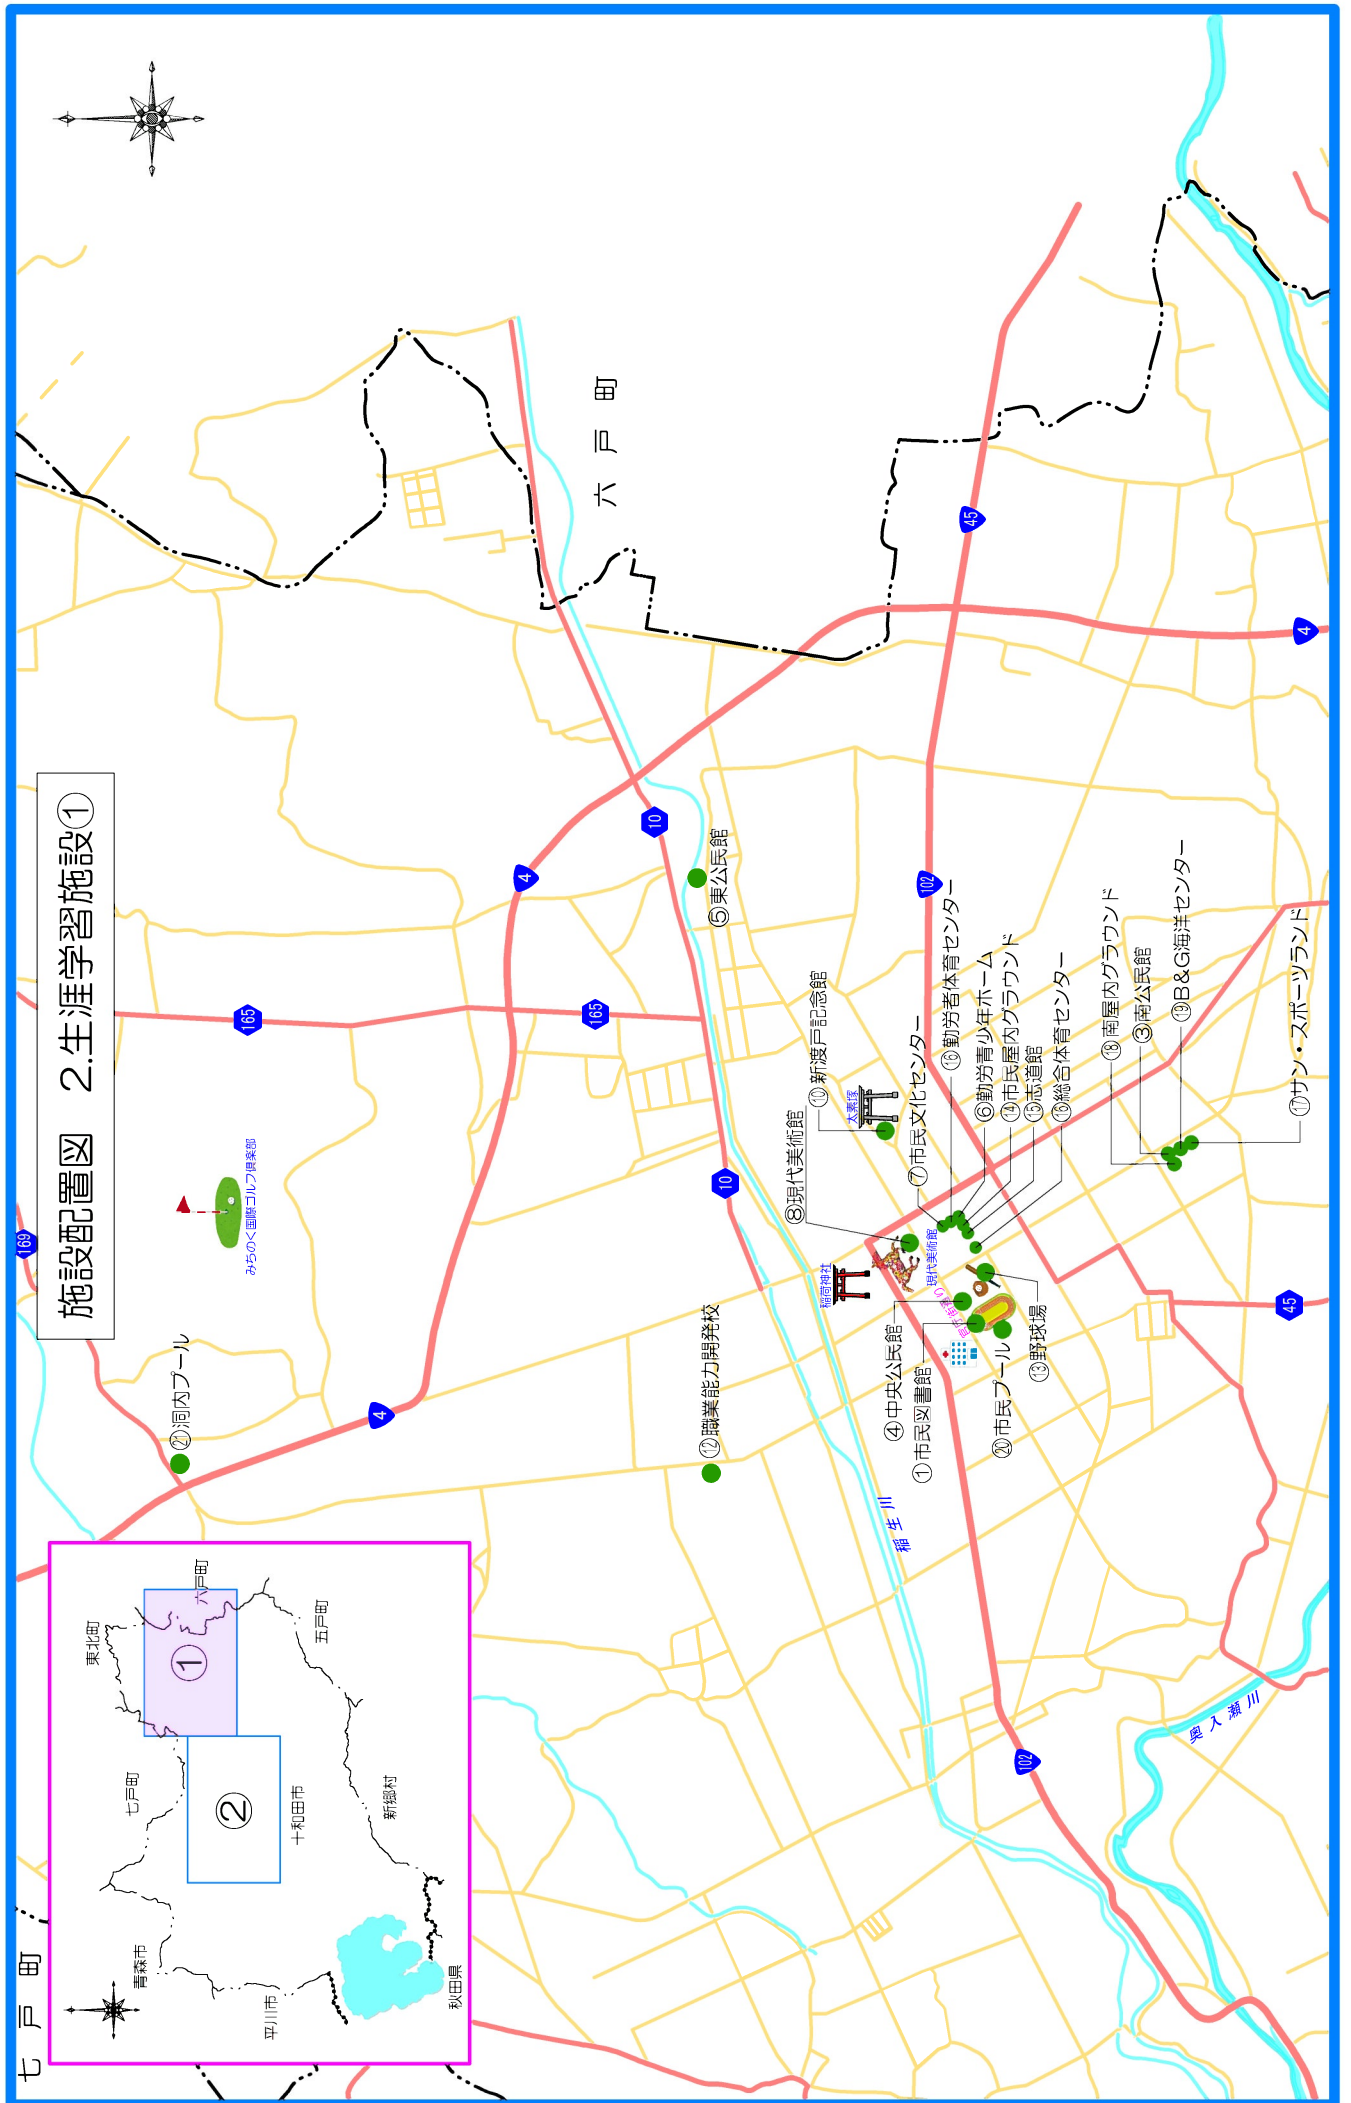 施設配置図 2.生涯学習施設①
七戸町
六戸町
東北町
六戸町
①
五戸町
七戸町
②
十和田市
新郷村
青森市
平川市
秋田県
169
165
165
4
4
4
10
10
45
45
102
102
みちのく国際ゴルフ倶楽部
㉑洞内プール
⑫職業能力開発校
⑤東公民館
⑩新渡戸記念館
太素塚
⑧現代美術館
⑦市民文化センター
⑯勤労者体育センター
⑥勤労青少年ホーム
⑭市民屋内グラウンド
⑮志道館
⑯総合体育センター
⑱南屋内グラウンド
③南公民館
⑲B&G海洋センター
⑰サン・スポーツランド
稲荷神社
現代美術館
官庁街通り
④中央公民館
①市民図書館
⑳市民プール
⑬野球場
稲生川
奥入瀬川